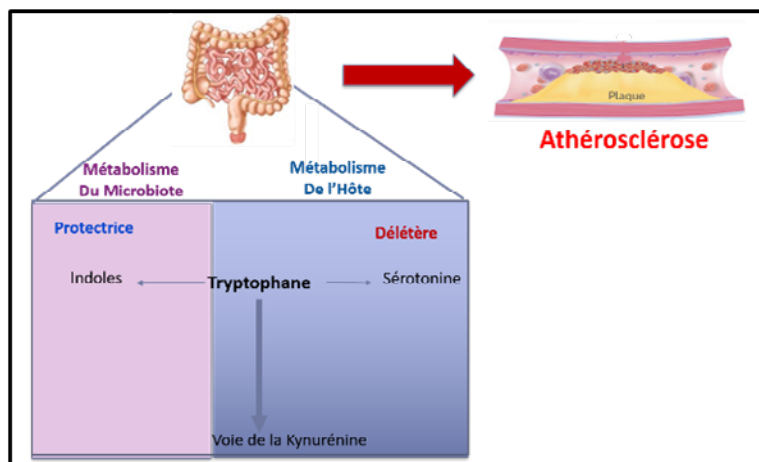 Plaque
Athérosclérose
Métabolisme
Du Microbiote
Métabolisme
De l'Hôte
Protectrice
Délétère
Indoles
Tryptophane
Sérotonine
Voie de la Kynurénine